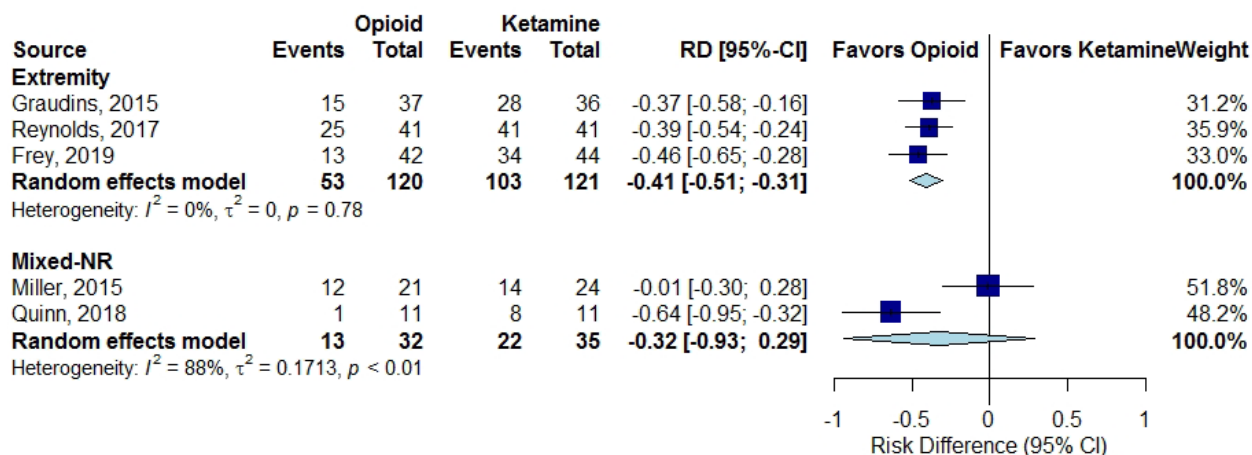 Opioid Ketamine
Source Events Total Events Total RD [95%-CI] Favors Opioid Favors KetamineWeight
Extremity
Graudins, 2015 15 37 28 36 -0.37 [-0.58; -0.16] 31.2%
Reynolds, 2017 25 41 41 41 -0.39 [-0.54; -0.24] 35.9%
Frey, 2019 13 42 34 44 -0.46 [-0.65; -0.28] 33.0%
Random effects model 53 120 103 121 -0.41 [-0.51; -0.31] 100.0%
Heterogeneity: I² = 0%, τ² = 0, p = 0.78
Mixed-NR
Miller, 2015 12 21 14 24 -0.01 [-0.30; 0.28] 51.8%
Quinn, 2018 1 11 8 11 -0.64 [-0.95; -0.32] 48.2%
Random effects model 13 32 22 35 -0.32 [-0.93; 0.29] 100.0%
Heterogeneity: I² = 88%, τ² = 0.1713, p < 0.01
-1 -0.5 0 0.5 1
Risk Difference (95% CI)